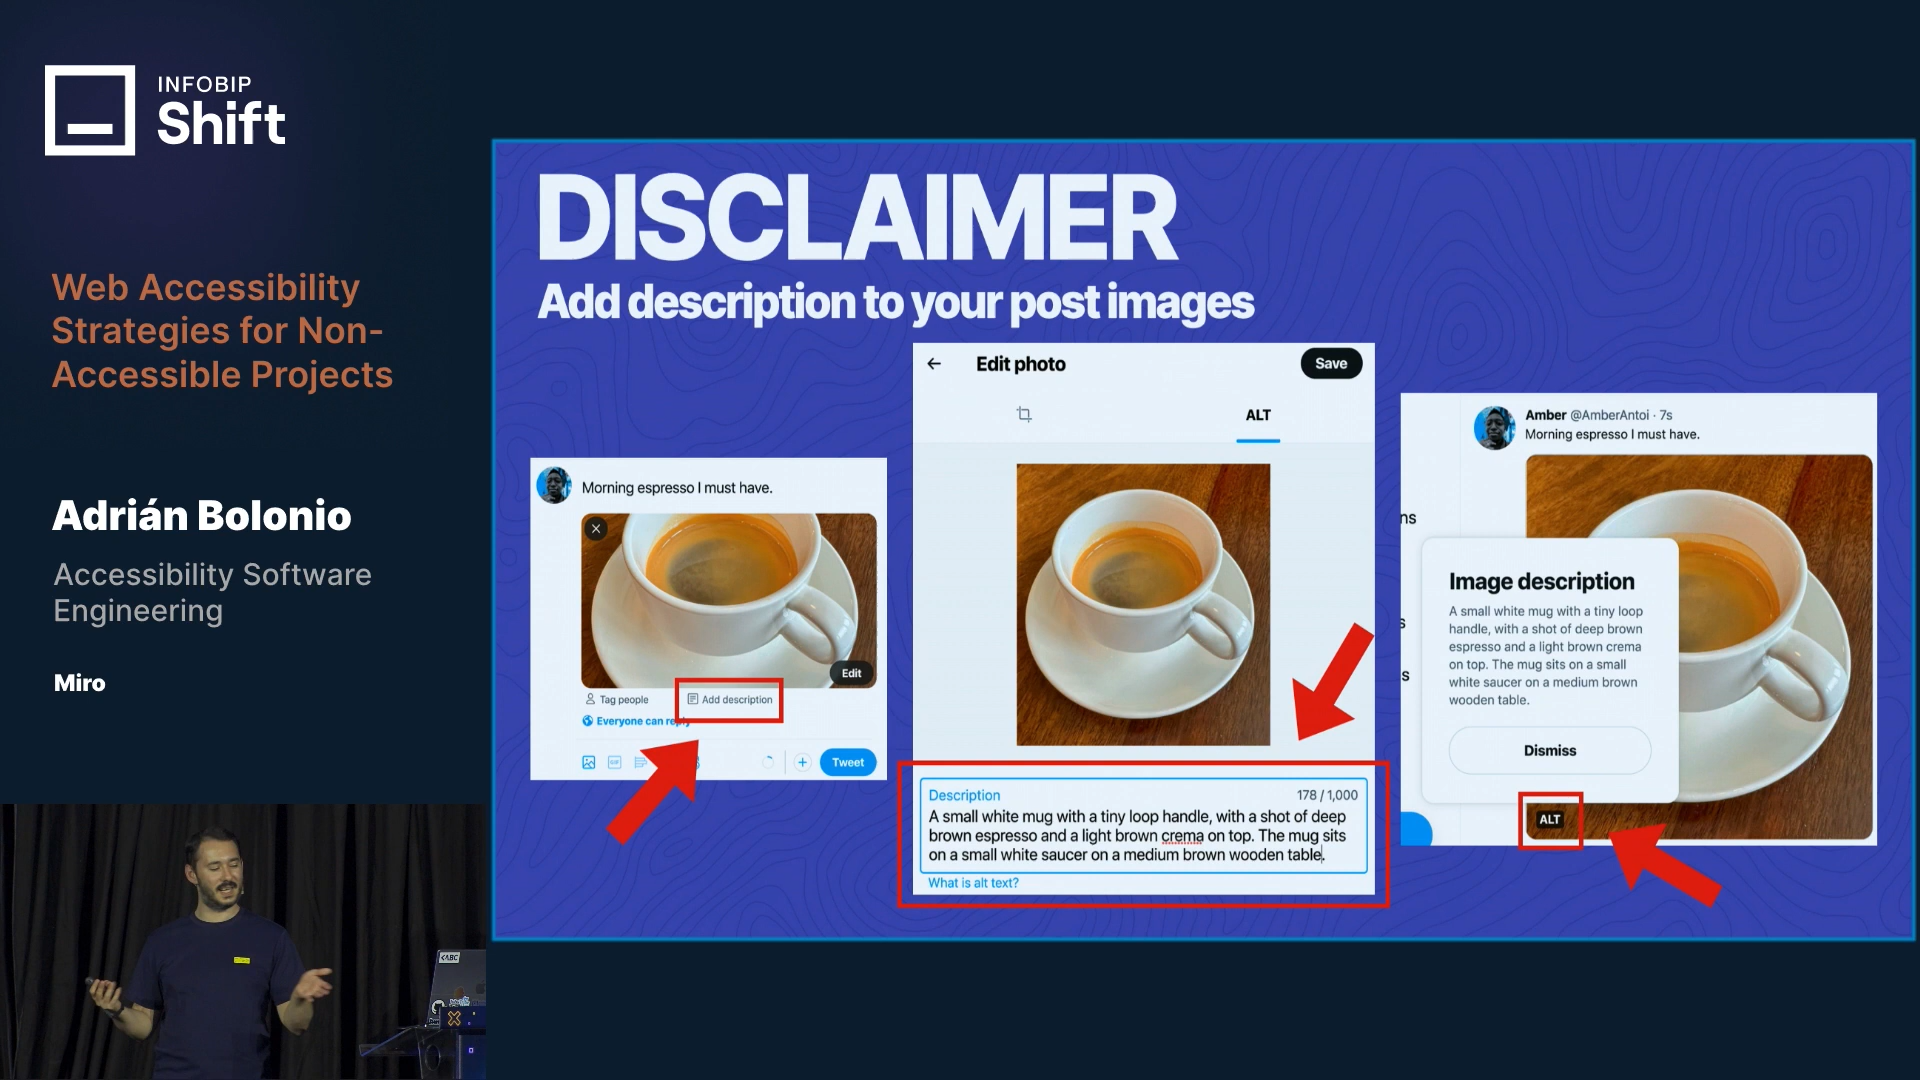 INFOBIP
Shift
Web Accessibility
Strategies for Non-
Accessible Projects
Adrián Bolonio
Accessibility Software
Engineering
Miro
DISCLAIMER
Add description to your post images
Morning espresso I must have.
Edit
Tag people
Add description
Everyone can reply
GIF
Tweet
Edit photo
Save
ALT
Description
178 / 1,000
A small white mug with a tiny loop handle, with a shot of deep
brown espresso and a light brown crema on top. The mug sits
on a small white saucer on a medium brown wooden table.
What is alt text?
Amber @AmberAntoi · 7s
Morning espresso I must have.
ns
s
s
Image description
A small white mug with a tiny loop
handle, with a shot of deep brown
espresso and a light brown crema
on top. The mug sits on a small
white saucer on a medium brown
wooden table.
Dismiss
ALT
<ABC